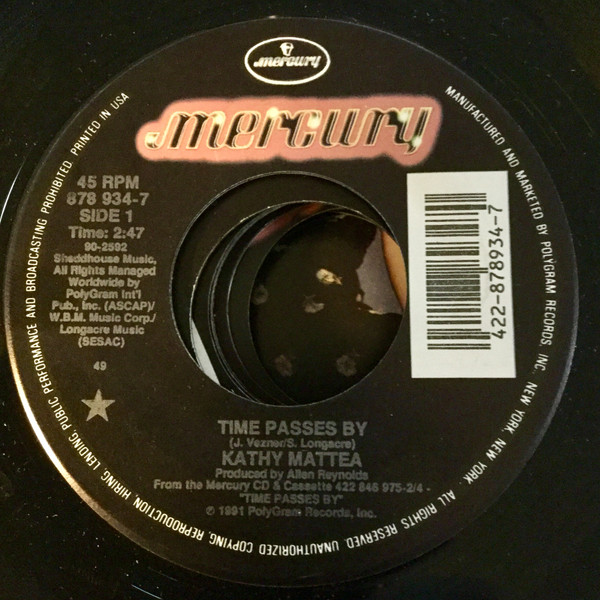 mercury
mercury
45 RPM
878 934-7
SIDE 1
Time: 2:47
90-2592
Sheddhouse Music,
All Rights Managed
Worldwide by
PolyGram Int'l
Pub., Inc. (ASCAP)/
W.B.M. Music Corp./
Longacre Music
(SESAC)
49
422-878934-7
TIME PASSES BY
(J. Vezner/S. Longacre)
KATHY MATTEA
Produced by Allen Reynolds
From the Mercury CD & Cassette 422 846 975-2/4 -
"TIME PASSES BY"
℗ 1991 PolyGram Records, Inc.
MANUFACTURED AND MARKETED BY POLYGRAM RECORDS, INC. NEW YORK, NEW YORK. ALL RIGHTS RESERVED. UNAUTHORIZED COPYING, REPRODUCTION, HIRING, LENDING, PUBLIC PERFORMANCE AND BROADCASTING PROHIBITED. PRINTED IN USA